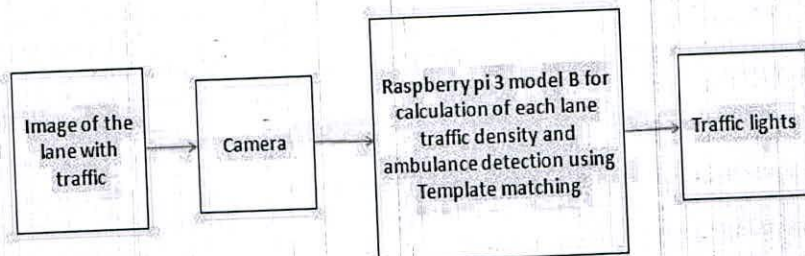 Image of the
lane with
traffic
Camera
Raspberry pi 3 model B for
calculation of each lane
traffic density and
ambulance detection using
Template matching
Traffic lights